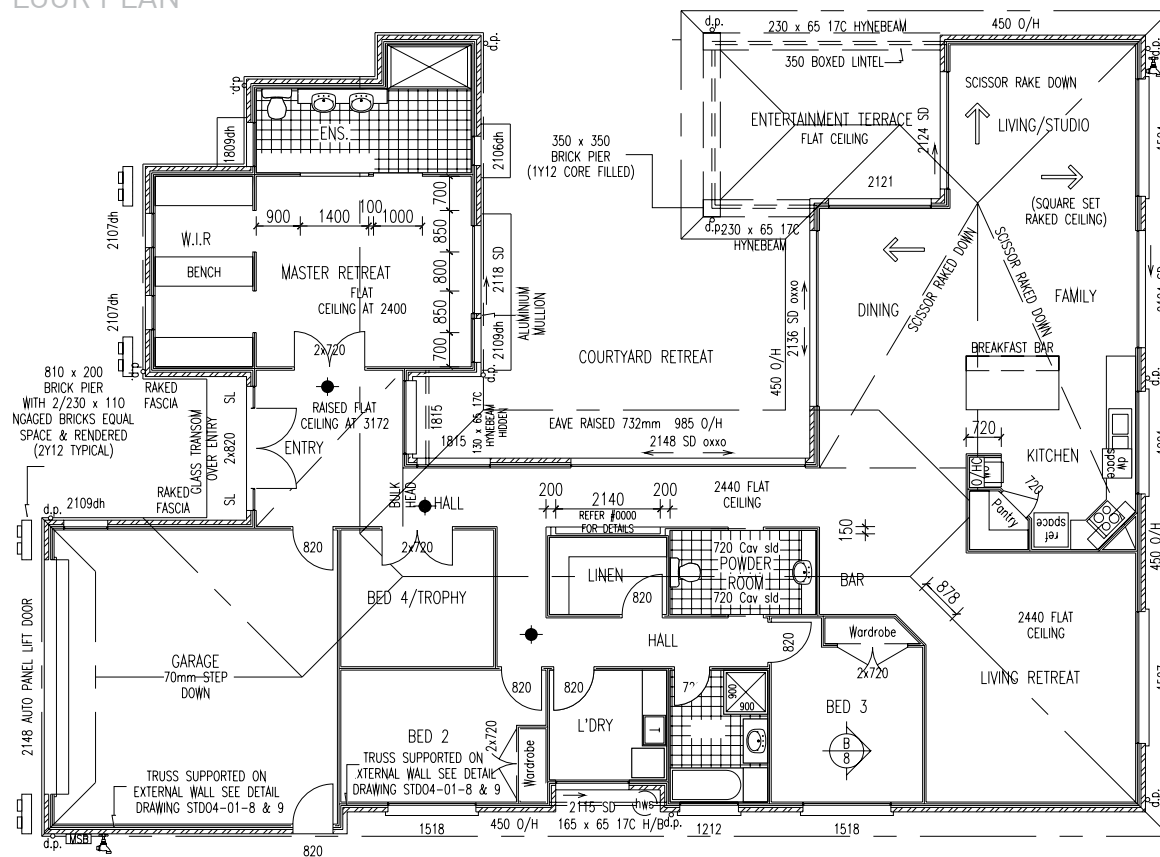 d.p.
230 x 65 17C HYNEBEAM
450 O/H
d.p.
d.p.
350 BOXED LINTEL
d.p.
SCISSOR RAKE DOWN
ENS.
1809dh
2106dh
ENTERTAINMENT TERRACE
FLAT CEILING
2124 SD
LIVING/STUDIO
350 x 350
BRICK PIER
(1Y12 CORE FILLED)
2121
(SQUARE SET
RAKED CEILING)
900
1400
100
1000
700
850
800
850
700
d.p.
230 x 65 17C
HYNEBEAM
2107dh
W.I.R
BENCH
MASTER RETREAT
FLAT
CEILING AT 2400
2118 SD
ALUMINIUM
MULLION
SCISSOR RAKED DOWN
SCISSOR RAKED DOWN
DINING
FAMILY
2107dh
2109dh
2136 SD oxxo
450 O/H
COURTYARD RETREAT
BREAKFAST BAR
2x720
d.p.
d.p.
d.p.
810 x 200
BRICK PIER
WITH 2/230 x 110
NGAGED BRICKS EQUAL
SPACE & RENDERED
(2Y12 TYPICAL)
RAKED
FASCIA
SL
RAISED FLAT
CEILING AT 3172
GLASS TRANSOM
OVER ENTRY
2x820
ENTRY
1815
1815
130 x 65 17C
HYNEBEAM
HIDDEN
EAVE RAISED 732mm 985 O/H
2148 SD oxxo
720
KITCHEN
dw
space
O/HC
720
Pantry
ref
space
d.p.
RAKED
FASCIA
SL
2109dh
d.p.
BULK
HEAD
HALL
200
2140
200
REFER #0000
FOR DETAILS
2440 FLAT
CEILING
150
450 O/H
820
2x720
LINEN
820
720 Cav sld
POWDER
ROOM
720 Cav sld
BAR
878
BED 4/TROPHY
2440 FLAT
CEILING
2148 AUTO PANEL LIFT DOOR
GARAGE
70mm STEP
DOWN
HALL
820
Wardrobe
2x720
LIVING RETREAT
820
820
900
900
BED 3
B
8
L'DRY
T
BED 2
2x720
Wardrobe
TRUSS SUPPORTED ON
XTERNAL WALL SEE DETAIL
DRAWING STD04-01-8 & 9
TRUSS SUPPORTED ON
EXTERNAL WALL SEE DETAIL
DRAWING STD04-01-8 & 9
2115 SD
hws
d.p.
1518
450 O/H
165 x 65 17C H/B
d.p.
1212
1518
d.p.
MSB
820